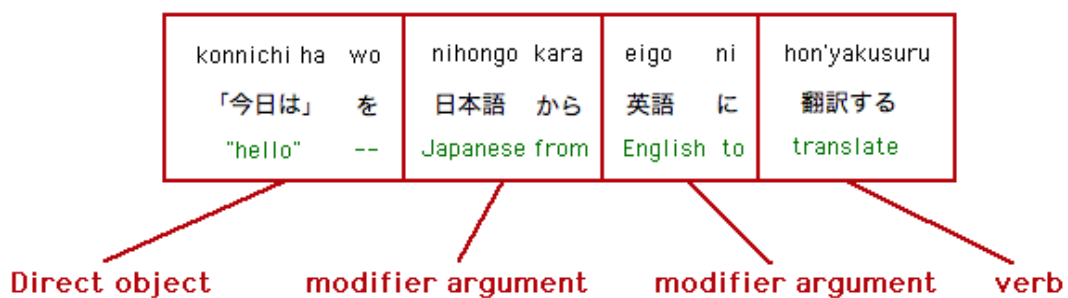 konnichi ha wo nihongo kara eigo ni hon'yakusuru
「今日は」 を 日本語 から 英語 に 翻訳する
"hello" -- Japanese from English to translate
Direct object modifier argument modifier argument verb